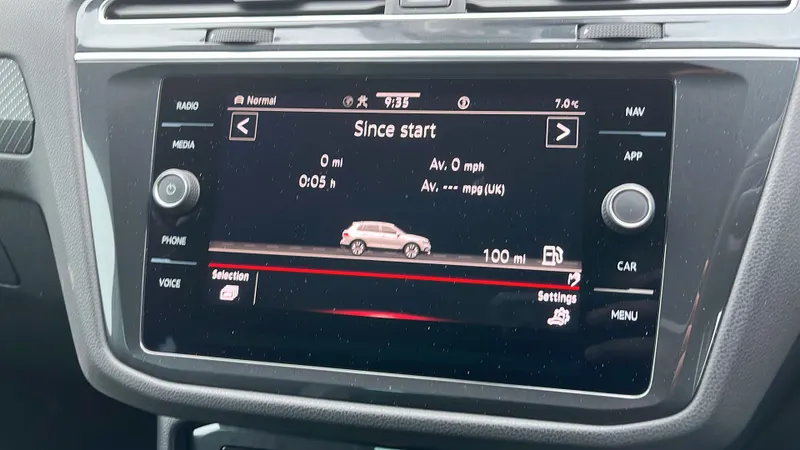 RADIO
MEDIA
PHONE
VOICE
Normal
9:35
7.0°C
Since start
0 mi
0:05 h
Av. 0 mph
Av. --- mpg (UK)
100 mi
Selection
Settings
NAV
APP
CAR
MENU